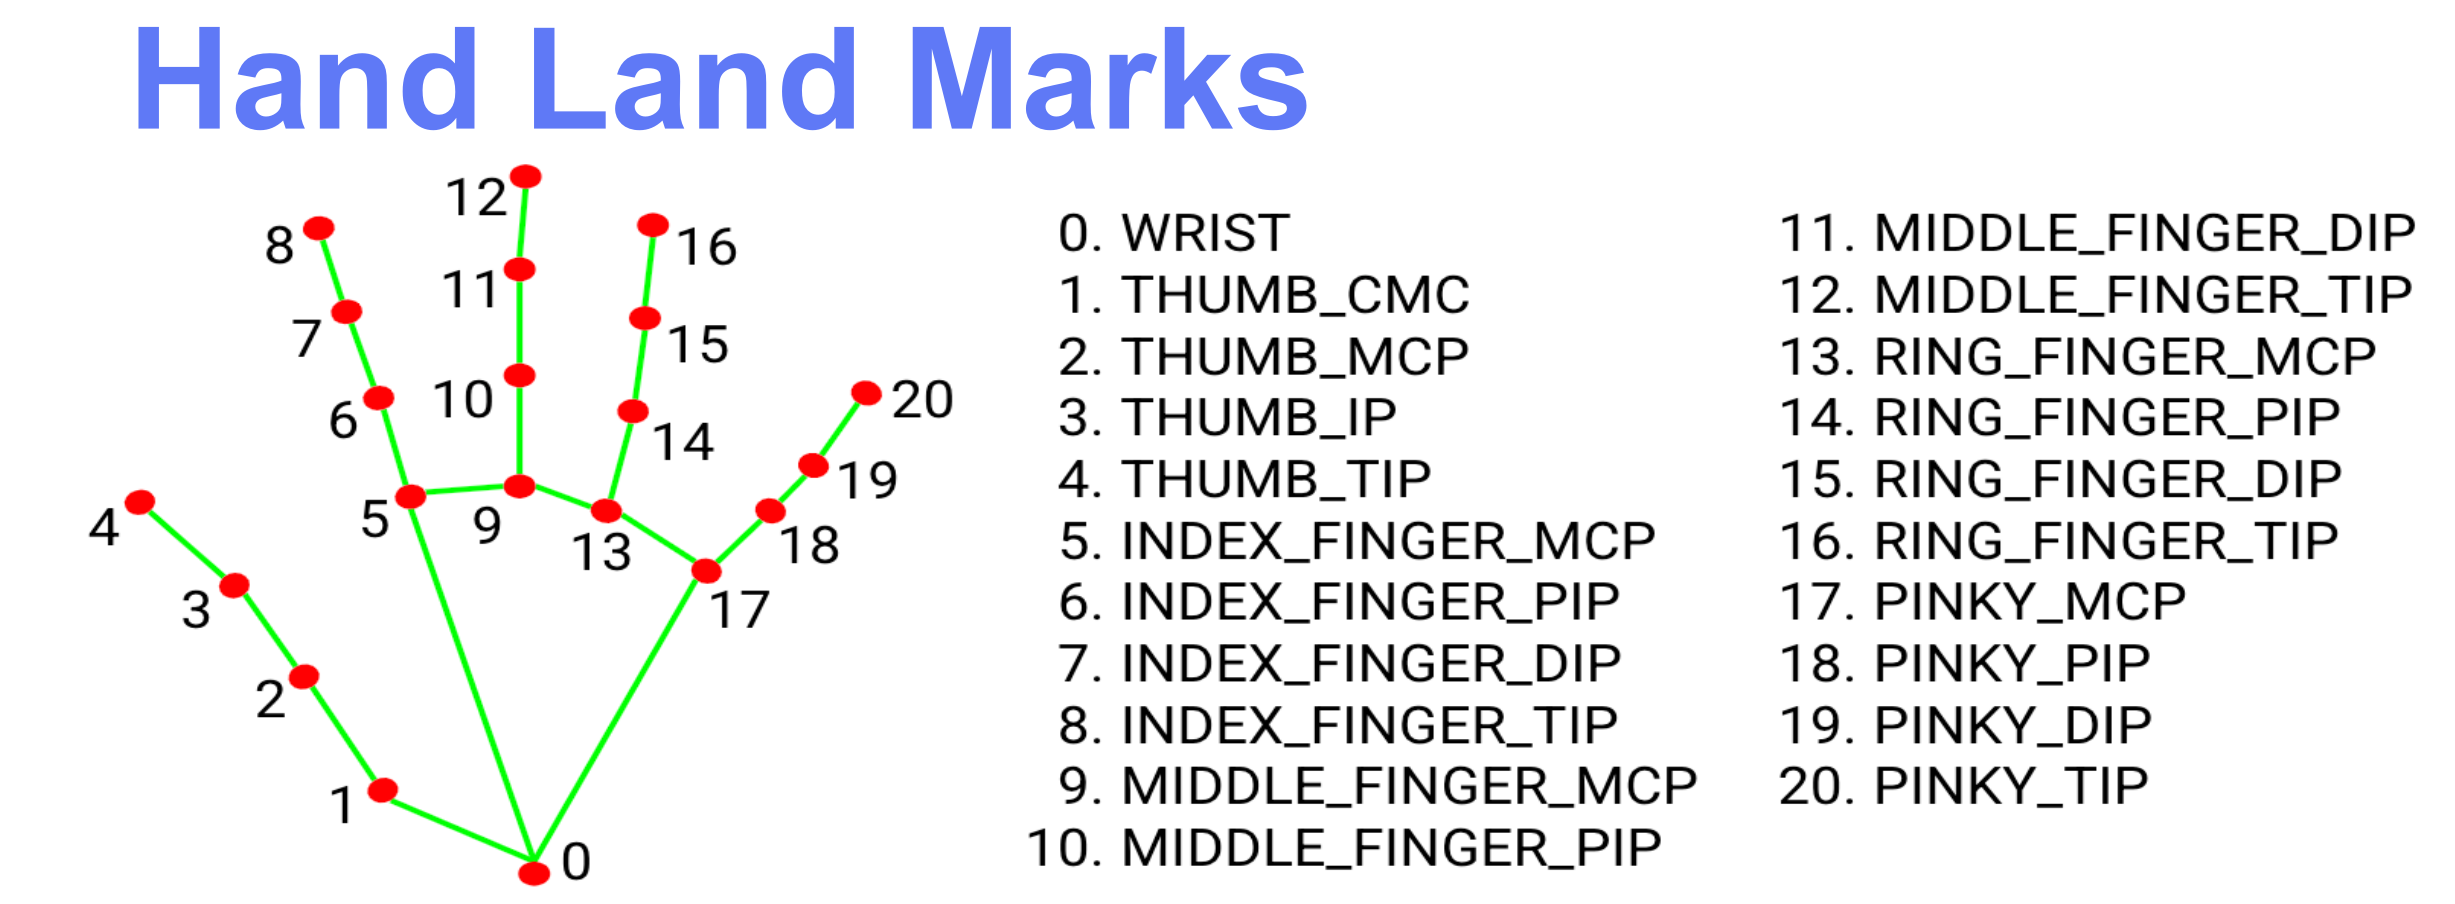 Hand Land Marks
12
8
16
11
7
15
10
20
6
14
19
4
5
9
13
18
3
17
2
1
0
0. WRIST
1. THUMB_CMC
2. THUMB_MCP
3. THUMB_IP
4. THUMB_TIP
5. INDEX_FINGER_MCP
6. INDEX_FINGER_PIP
7. INDEX_FINGER_DIP
8. INDEX_FINGER_TIP
9. MIDDLE_FINGER_MCP
10. MIDDLE_FINGER_PIP
11. MIDDLE_FINGER_DIP
12. MIDDLE_FINGER_TIP
13. RING_FINGER_MCP
14. RING_FINGER_PIP
15. RING_FINGER_DIP
16. RING_FINGER_TIP
17. PINKY_MCP
18. PINKY_PIP
19. PINKY_DIP
20. PINKY_TIP